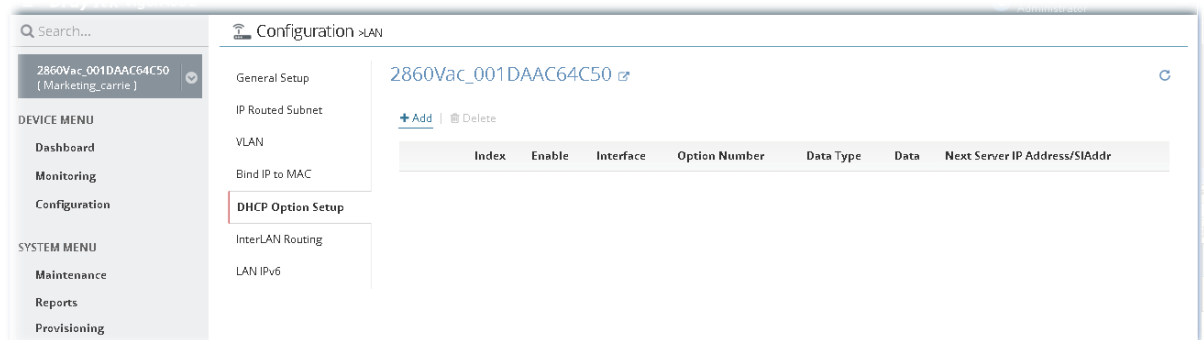 Administrator
Search...
Configuration >LAN
2860Vac_001DAAC64C50
( Marketing_carrie )
DEVICE MENU
Dashboard
Monitoring
Configuration
SYSTEM MENU
Maintenance
Reports
Provisioning
General Setup
IP Routed Subnet
VLAN
Bind IP to MAC
DHCP Option Setup
InterLAN Routing
LAN IPv6
2860Vac_001DAAC64C50
+ Add | Delete
Index Enable Interface Option Number Data Type Data Next Server IP Address/SIAddr